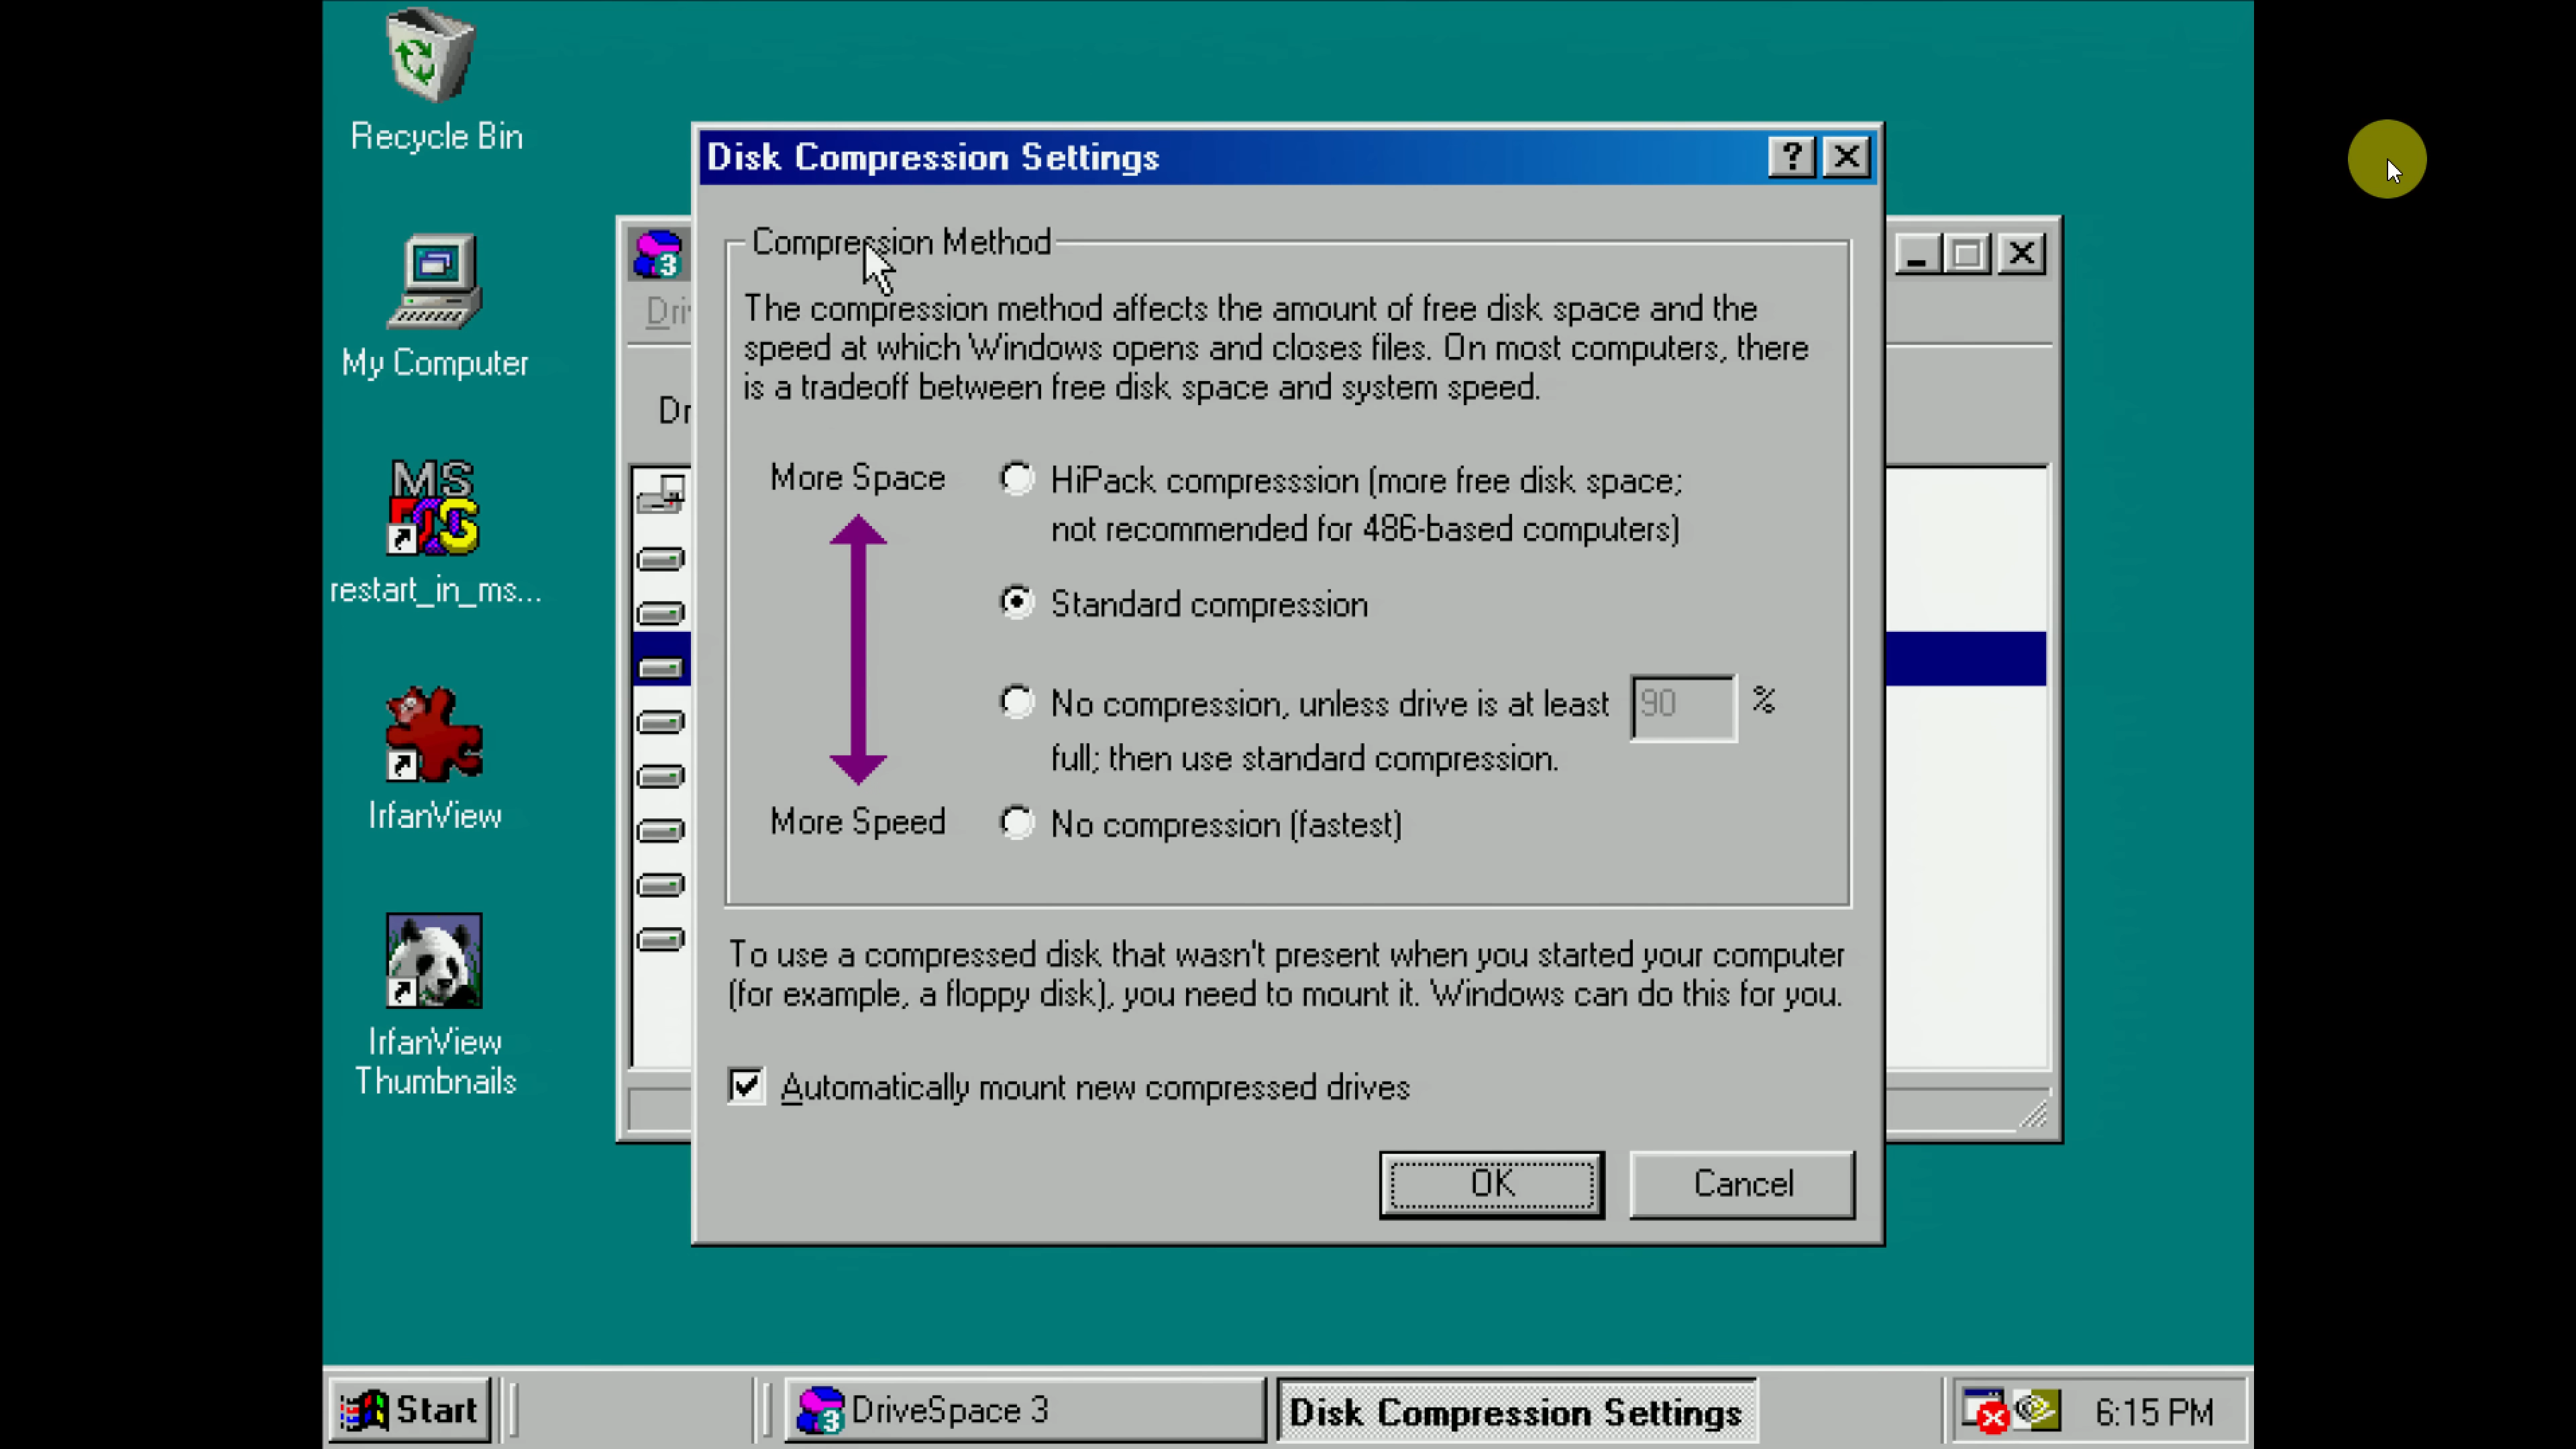 Recycle Bin
My Computer
MS
DOS
restart_in_ms...
IrfanView
IrfanView
Thumbnails
3
Dri
Dr
Disk Compression Settings
Compression Method
The compression method affects the amount of free disk space and the
speed at which Windows opens and closes files. On most computers, there
is a tradeoff between free disk space and system speed.
More Space
HiPack compresssion (more free disk space;
not recommended for 486-based computers)
Standard compression
No compression, unless drive is at least 90 %
full; then use standard compression.
More Speed
No compression (fastest)
To use a compressed disk that wasn't present when you started your computer
(for example, a floppy disk), you need to mount it. Windows can do this for you.
Automatically mount new compressed drives
OK
Cancel
Start
3 DriveSpace 3
Disk Compression Settings
6:15 PM